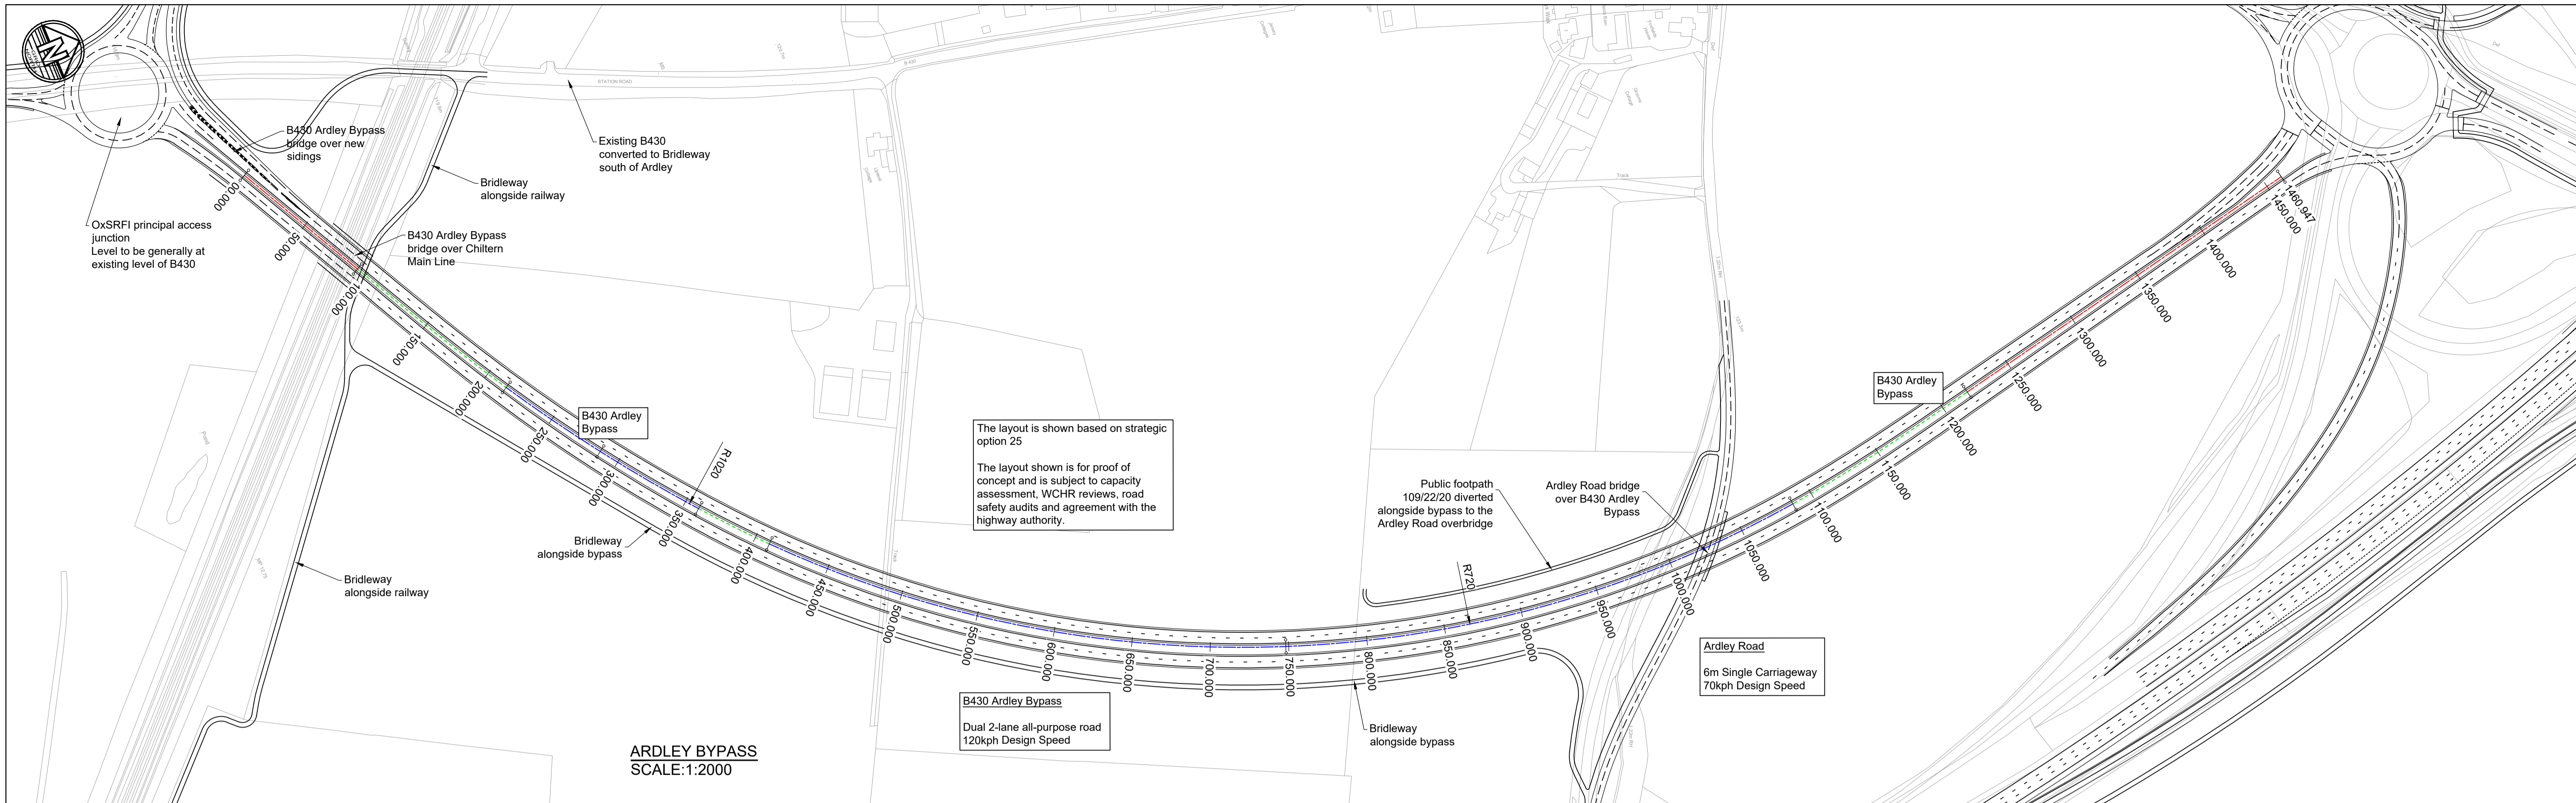 B430 Ardley Bypass
bridge over new
sidings
Existing B430
converted to Bridleway
south of Ardley
Bridleway
alongside railway
OxSRFI principal access
junction
Level to be generally at
existing level of B430
B430 Ardley Bypass
bridge over Chiltern
Main Line
STATION ROAD
B 430
Track
B430 Ardley
Bypass
B430 Ardley
Bypass
The layout is shown based on strategic
option 25
The layout shown is for proof of
concept and is subject to capacity
assessment, WCHR reviews, road
safety audits and agreement with the
highway authority.
Public footpath
109/22/20 diverted
alongside bypass to the
Ardley Road overbridge
Ardley Road bridge
over B430 Ardley
Bypass
Bridleway
alongside bypass
Bridleway
alongside railway
Pond
MP 12.75
Track
R1020
R720
00.000
50.000
100.000
150.000
200.000
250.000
300.000
350.000
400.000
450.000
500.000
550.000
600.000
650.000
700.000
750.000
800.000
850.000
900.000
950.000
1000.000
1050.000
1100.000
1150.000
1200.000
1250.000
1300.000
1350.000
1400.000
1450.000
1460.947
Ardley Road
6m Single Carriageway
70kph Design Speed
B430 Ardley Bypass
Dual 2-lane all-purpose road
120kph Design Speed
Bridleway
alongside bypass
ARDLEY BYPASS
SCALE:1:2000